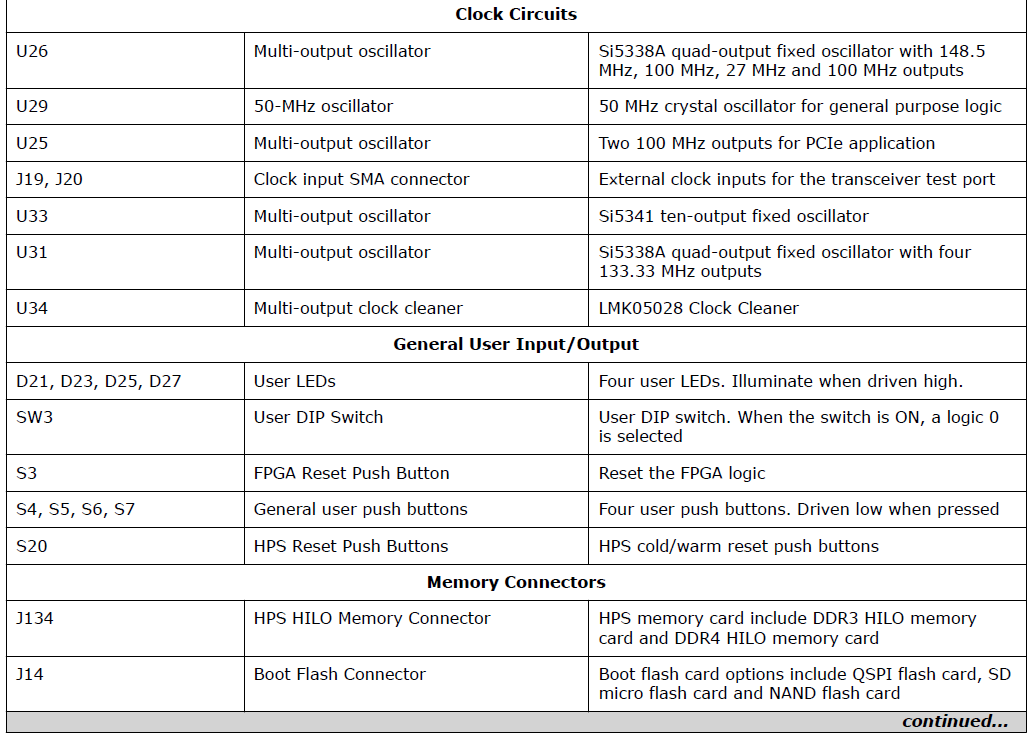 Clock Circuits
U26 Multi-output oscillator Si5338A quad-output fixed oscillator with 148.5
MHz, 100 MHz, 27 MHz and 100 MHz outputs
U29 50-MHz oscillator 50 MHz crystal oscillator for general purpose logic
U25 Multi-output oscillator Two 100 MHz outputs for PCIe application
J19, J20 Clock input SMA connector External clock inputs for the transceiver test port
U33 Multi-output oscillator Si5341 ten-output fixed oscillator
U31 Multi-output oscillator Si5338A quad-output fixed oscillator with four
133.33 MHz outputs
U34 Multi-output clock cleaner LMK05028 Clock Cleaner
General User Input/Output
D21, D23, D25, D27 User LEDs Four user LEDs. Illuminate when driven high.
SW3 User DIP Switch User DIP switch. When the switch is ON, a logic 0
is selected
S3 FPGA Reset Push Button Reset the FPGA logic
S4, S5, S6, S7 General user push buttons Four user push buttons. Driven low when pressed
S20 HPS Reset Push Buttons HPS cold/warm reset push buttons
Memory Connectors
J134 HPS HILO Memory Connector HPS memory card include DDR3 HILO memory
card and DDR4 HILO memory card
J14 Boot Flash Connector Boot flash card options include QSPI flash card, SD
micro flash card and NAND flash card
continued...